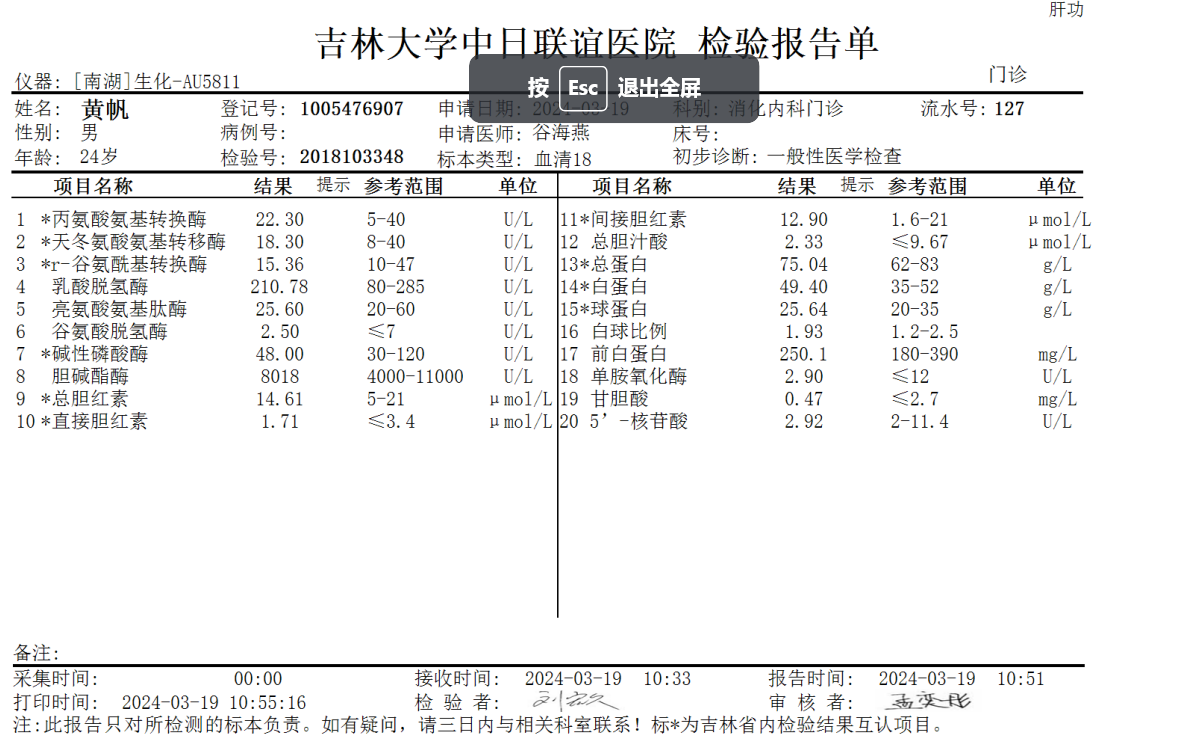 肝功
吉林大学中日联谊医院 检验报告单
仪器: [南湖]生化-AU5811
门诊
按 Esc 退出全屏
姓名: 黄帆 登记号: 1005476907 申请日期: 2024-03-19 科别: 消化内科门诊 流水号: 127
性别: 男 病例号: 申请医师: 谷海燕 床号:
年龄: 24岁 检验号: 2018103348 标本类型: 血清18 初步诊断: 一般性医学检查
项目名称 结果 提示 参考范围 单位 项目名称 结果 提示 参考范围 单位
1 *丙氨酸氨基转换酶 22.30 5-40 U/L 11*间接胆红素 12.90 1.6-21 μmol/L
2 *天冬氨酸氨基转移酶 18.30 8-40 U/L 12 总胆汁酸 2.33 ≤9.67 μmol/L
3 *r-谷氨酰基转换酶 15.36 10-47 U/L 13*总蛋白 75.04 62-83 g/L
4 乳酸脱氢酶 210.78 80-285 U/L 14*白蛋白 49.40 35-52 g/L
5 亮氨酸氨基肽酶 25.60 20-60 U/L 15*球蛋白 25.64 20-35 g/L
6 谷氨酸脱氢酶 2.50 ≤7 U/L 16 白球比例 1.93 1.2-2.5
7 *碱性磷酸酶 48.00 30-120 U/L 17 前白蛋白 250.1 180-390 mg/L
8 胆碱酯酶 8018 4000-11000 U/L 18 单胺氧化酶 2.90 ≤12 U/L
9 *总胆红素 14.61 5-21 μmol/L 19 甘胆酸 0.47 ≤2.7 mg/L
10 *直接胆红素 1.71 ≤3.4 μmol/L 20 5’-核苷酸 2.92 2-11.4 U/L
备注:
采集时间: 00:00 接收时间: 2024-03-19 10:33 报告时间: 2024-03-19 10:51
打印时间: 2024-03-19 10:55:16 检 验 者: 审 核 者: 孟奕彤
注:此报告只对所检测的标本负责。如有疑问，请三日内与相关科室联系！标*为吉林省内检验结果互认项目。